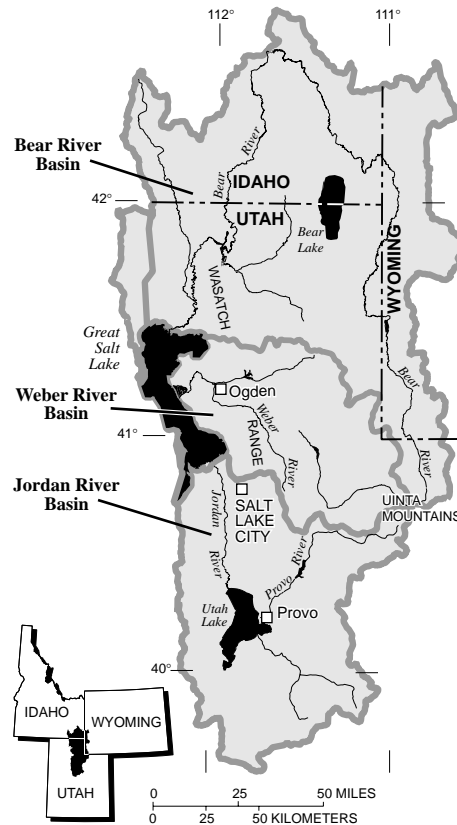 112°
111°
Bear River
Basin
Bear
River
IDAHO
42°
UTAH
Bear
Lake
WYOMING
WASATCH
Great
Salt
Lake
Ogden
Bear
Weber River
Basin
Weber
41°
RANGE
River
River
Jordan River
Basin
Jordan
SALT
LAKE
CITY
UINTA
MOUNTAINS
River
Provo River
Utah
Lake
Provo
40°
IDAHO
WYOMING
UTAH
0 25 50 MILES
0 25 50 KILOMETERS